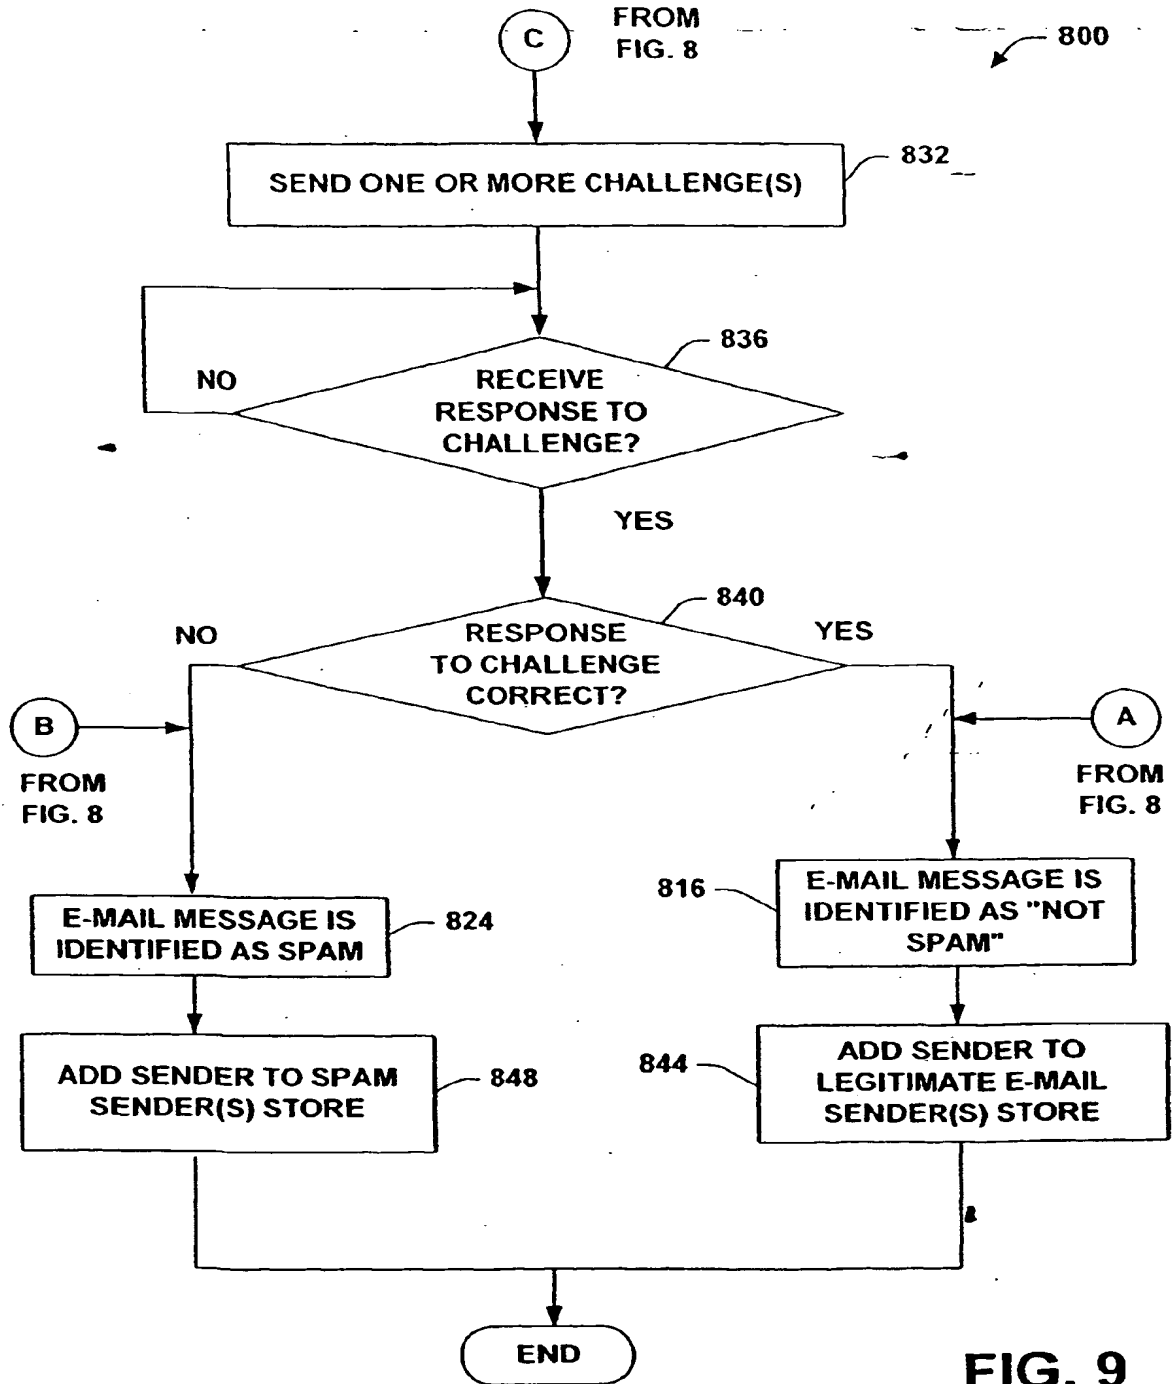 C
FROM
FIG. 8
800
SEND ONE OR MORE CHALLENGE(S)
832
836
NO
RECEIVE
RESPONSE TO
CHALLENGE?
YES
840
NO
RESPONSE
TO CHALLENGE
CORRECT?
YES
B
FROM
FIG. 8
A
FROM
FIG. 8
E-MAIL MESSAGE IS
IDENTIFIED AS SPAM
824
816
E-MAIL MESSAGE IS
IDENTIFIED AS "NOT
SPAM"
ADD SENDER TO SPAM
SENDER(S) STORE
848
844
ADD SENDER TO
LEGITIMATE E-MAIL
SENDER(S) STORE
END
FIG. 9